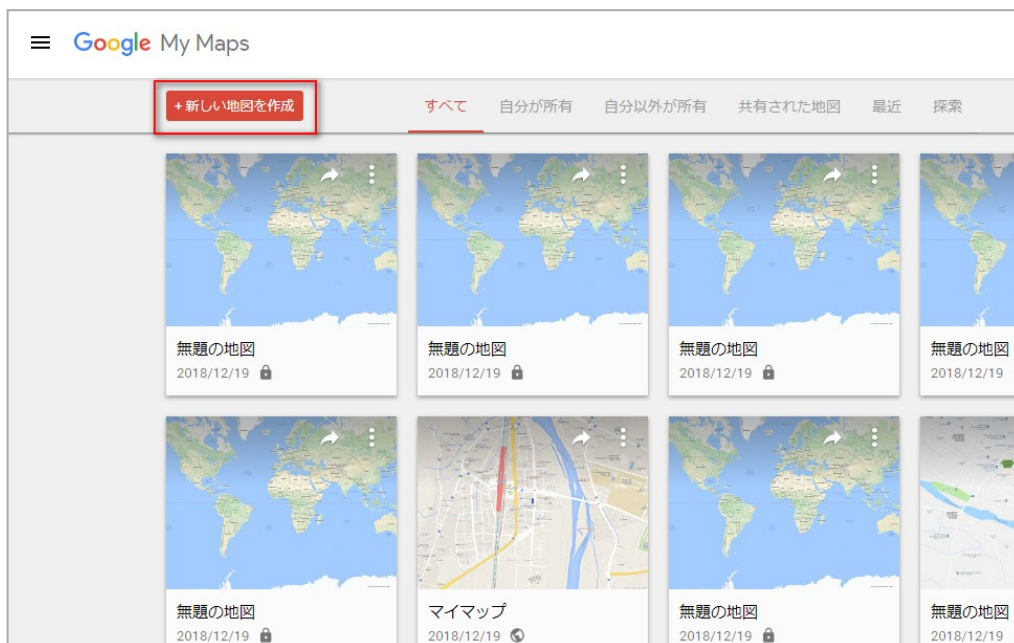 Google My Maps
+新しい地図を作成 すべて 自分が所有 自分以外が所有 共有された地図 最近 探索
無題の地図 無題の地図 無題の地図 無題の地図
2018/12/19 2018/12/19 2018/12/19 2018/12/19
無題の地図 マイマップ 無題の地図 無題の地図
2018/12/19 2018/12/19 2018/12/19 2018/12/19